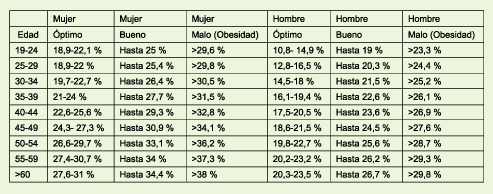 Mujer Mujer Mujer Hombre Hombre Hombre
Edad Óptimo Bueno Malo (Obesidad) Óptimo Bueno Malo (Obesidad)
19-24 18,9-22,1 % Hasta 25 % >29,6 % 10,8- 14,9 % Hasta 19 % >23,3 %
25-29 18,9-22 % Hasta 25,4 % >29,8 % 12,8-16,5 % Hasta 20,3 % >24,4 %
30-34 19,7-22,7 % Hasta 26,4 % >30,5 % 14,5-18 % Hasta 21,5 % >25,2 %
35-39 21-24 % Hasta 27,7 % >31,5 % 16,1-19,4 % Hasta 22,6 % >26,1 %
40-44 22,6-25,6 % Hasta 29,3 % >32,8 % 17,5-20,5 % Hasta 23,6 % >26,9 %
45-49 24,3- 27,3 % Hasta 30,9 % >34,1 % 18,6-21,5 % Hasta 24,5 % >27,6 %
50-54 26,6-29,7 % Hasta 33,1 % >36,2 % 19,8-22,7 % Hasta 25,6 % >28,7 %
55-59 27,4-30,7 % Hasta 34 % >37,3 % 20,2-23,2 % Hasta 26,2 % >29,3 %
>60 27,6-31 % Hasta 34,4 % >38 % 20,3-23,5 % Hasta 26,7 % >29,8 %